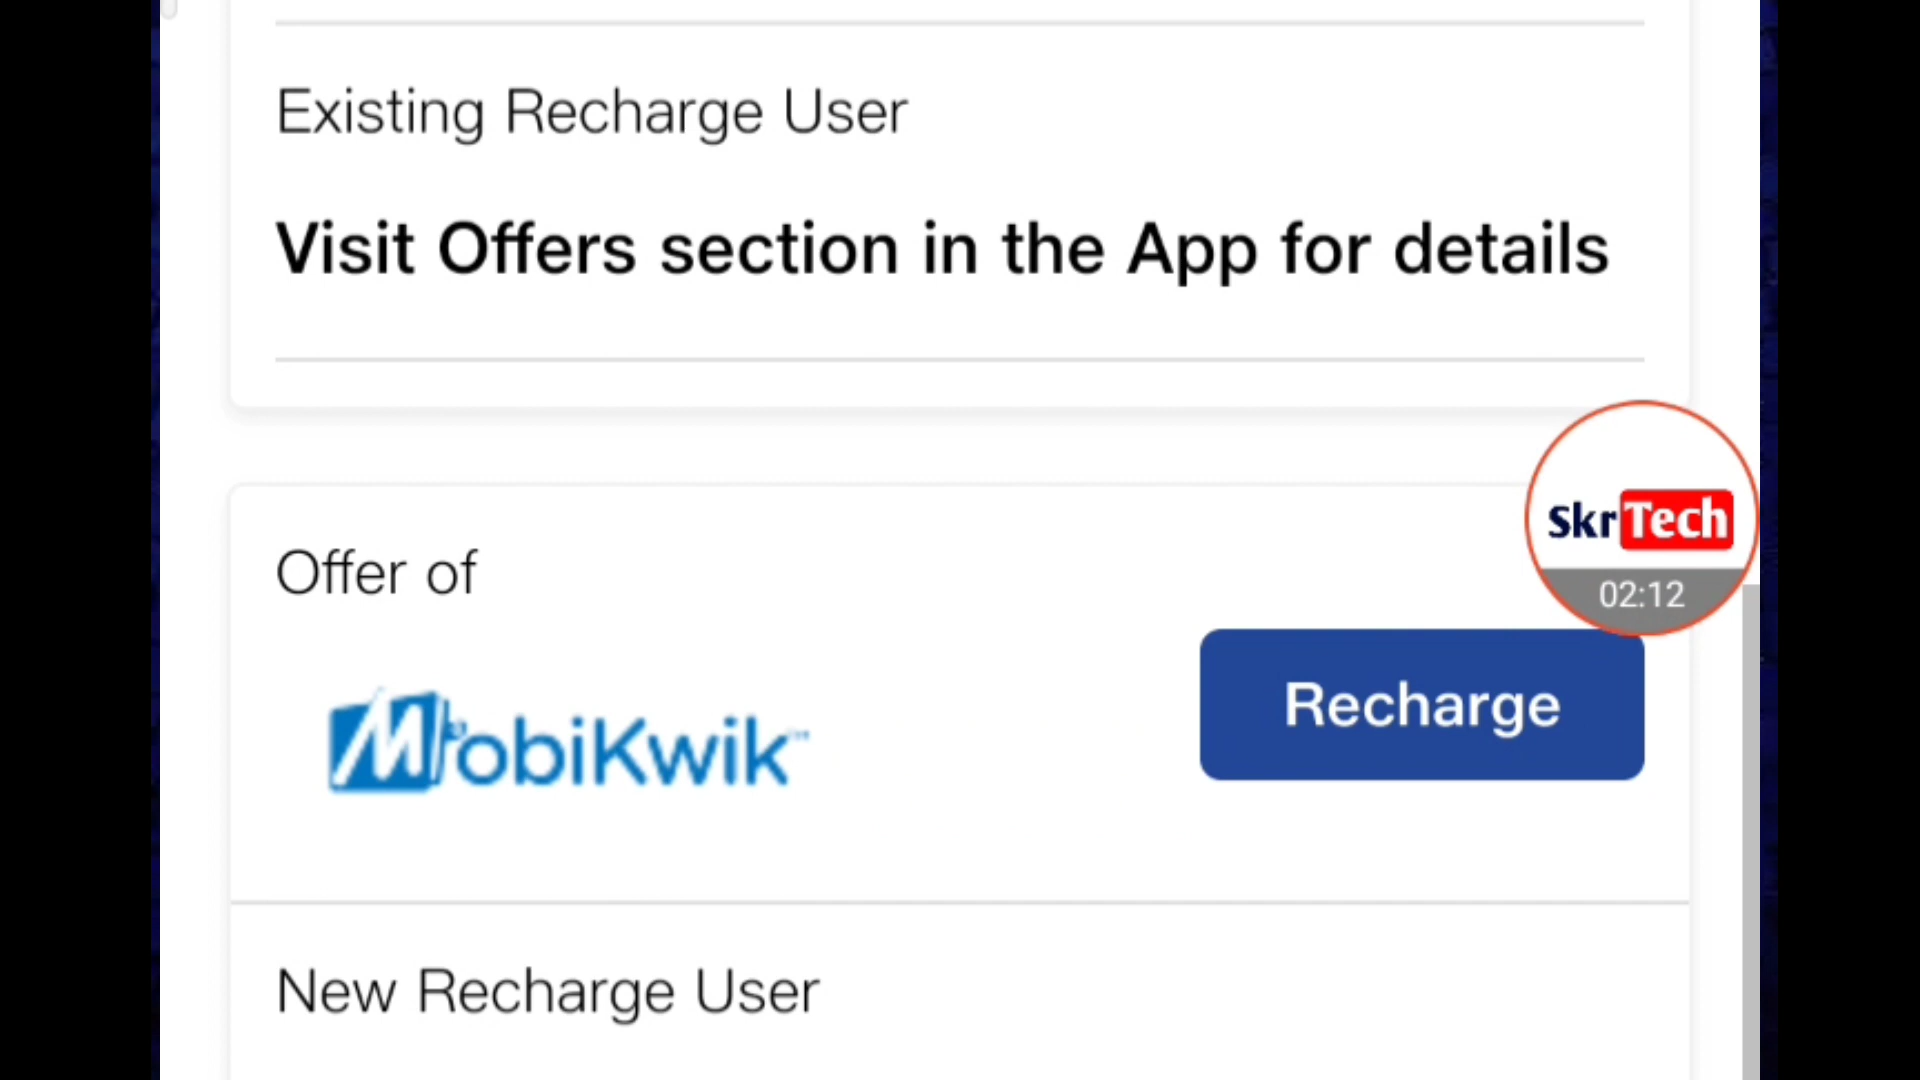 Existing Recharge User
Visit Offers section in the App for details
SkrTech
02:12
Offer of
MobiKwik™
Recharge
New Recharge User